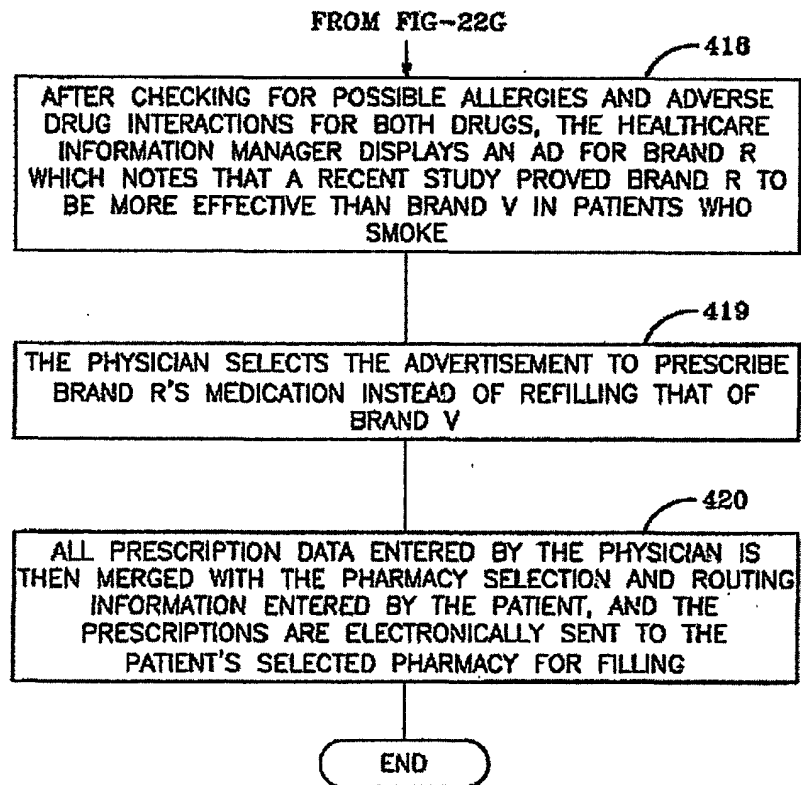 FROM FIG-22G
418
AFTER CHECKING FOR POSSIBLE ALLERGIES AND ADVERSE
DRUG INTERACTIONS FOR BOTH DRUGS, THE HEALTHCARE
INFORMATION MANAGER DISPLAYS AN AD FOR BRAND R
WHICH NOTES THAT A RECENT STUDY PROVED BRAND R TO
BE MORE EFFECTIVE THAN BRAND V IN PATIENTS WHO
SMOKE
419
THE PHYSICIAN SELECTS THE ADVERTISEMENT TO PRESCRIBE
BRAND R'S MEDICATION INSTEAD OF REFILLING THAT OF
BRAND V
420
ALL PRESCRIPTION DATA ENTERED BY THE PHYSICIAN IS
THEN MERGED WITH THE PHARMACY SELECTION AND ROUTING
INFORMATION ENTERED BY THE PATIENT, AND THE
PRESCRIPTIONS ARE ELECTRONICALLY SENT TO THE
PATIENT'S SELECTED PHARMACY FOR FILLING
END